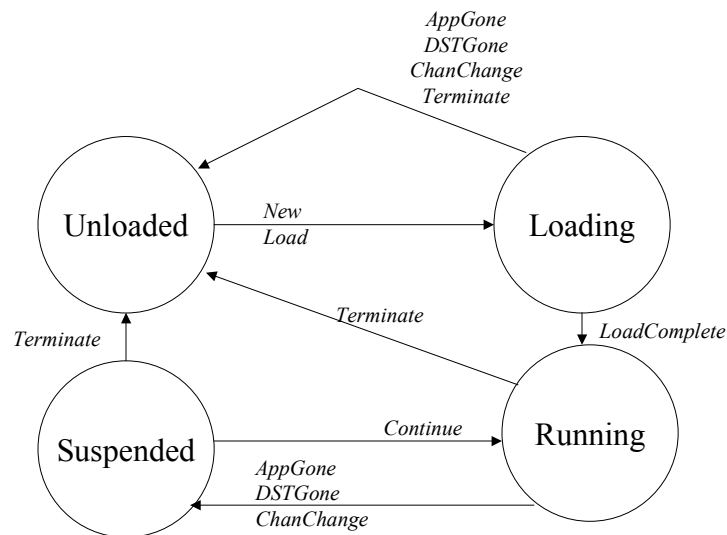 AppGone
DSTGone
ChanChange
Terminate
Unloaded
New
Load
Loading
Terminate
Terminate
LoadComplete
Suspended
Continue
Running
AppGone
DSTGone
ChanChange